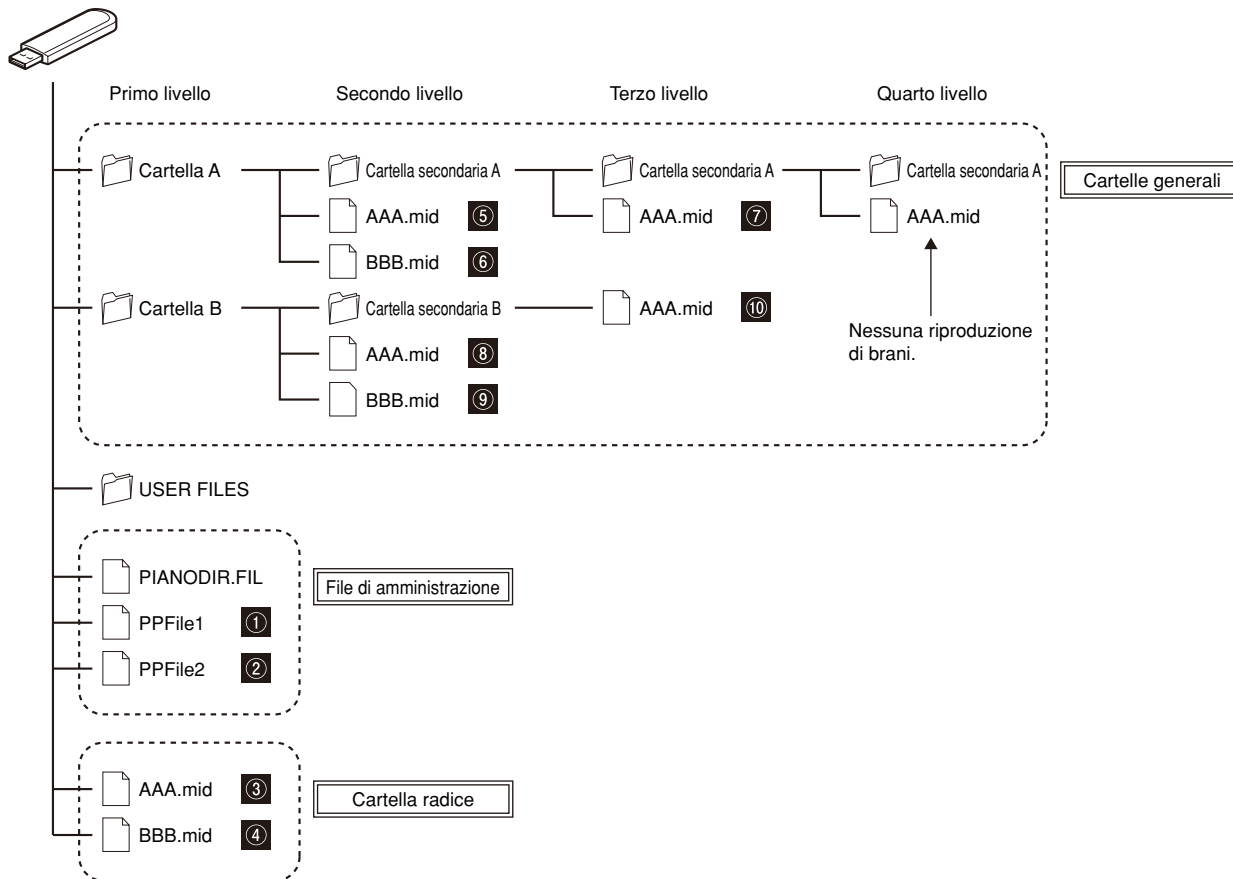 Primo livello Secondo livello Terzo livello Quarto livello
Cartella A Cartella secondaria A Cartella secondaria A Cartella secondaria A
Cartelle generali
AAA.mid ⑤ AAA.mid ⑦ AAA.mid
BBB.mid ⑥
Cartella B Cartella secondaria B AAA.mid ⑩
Nessuna riproduzione
di brani.
AAA.mid ⑧
BBB.mid ⑨
USER FILES
PIANODIR.FIL
File di amministrazione
PPFile1 ①
PPFile2 ②
AAA.mid ③
Cartella radice
BBB.mid ④